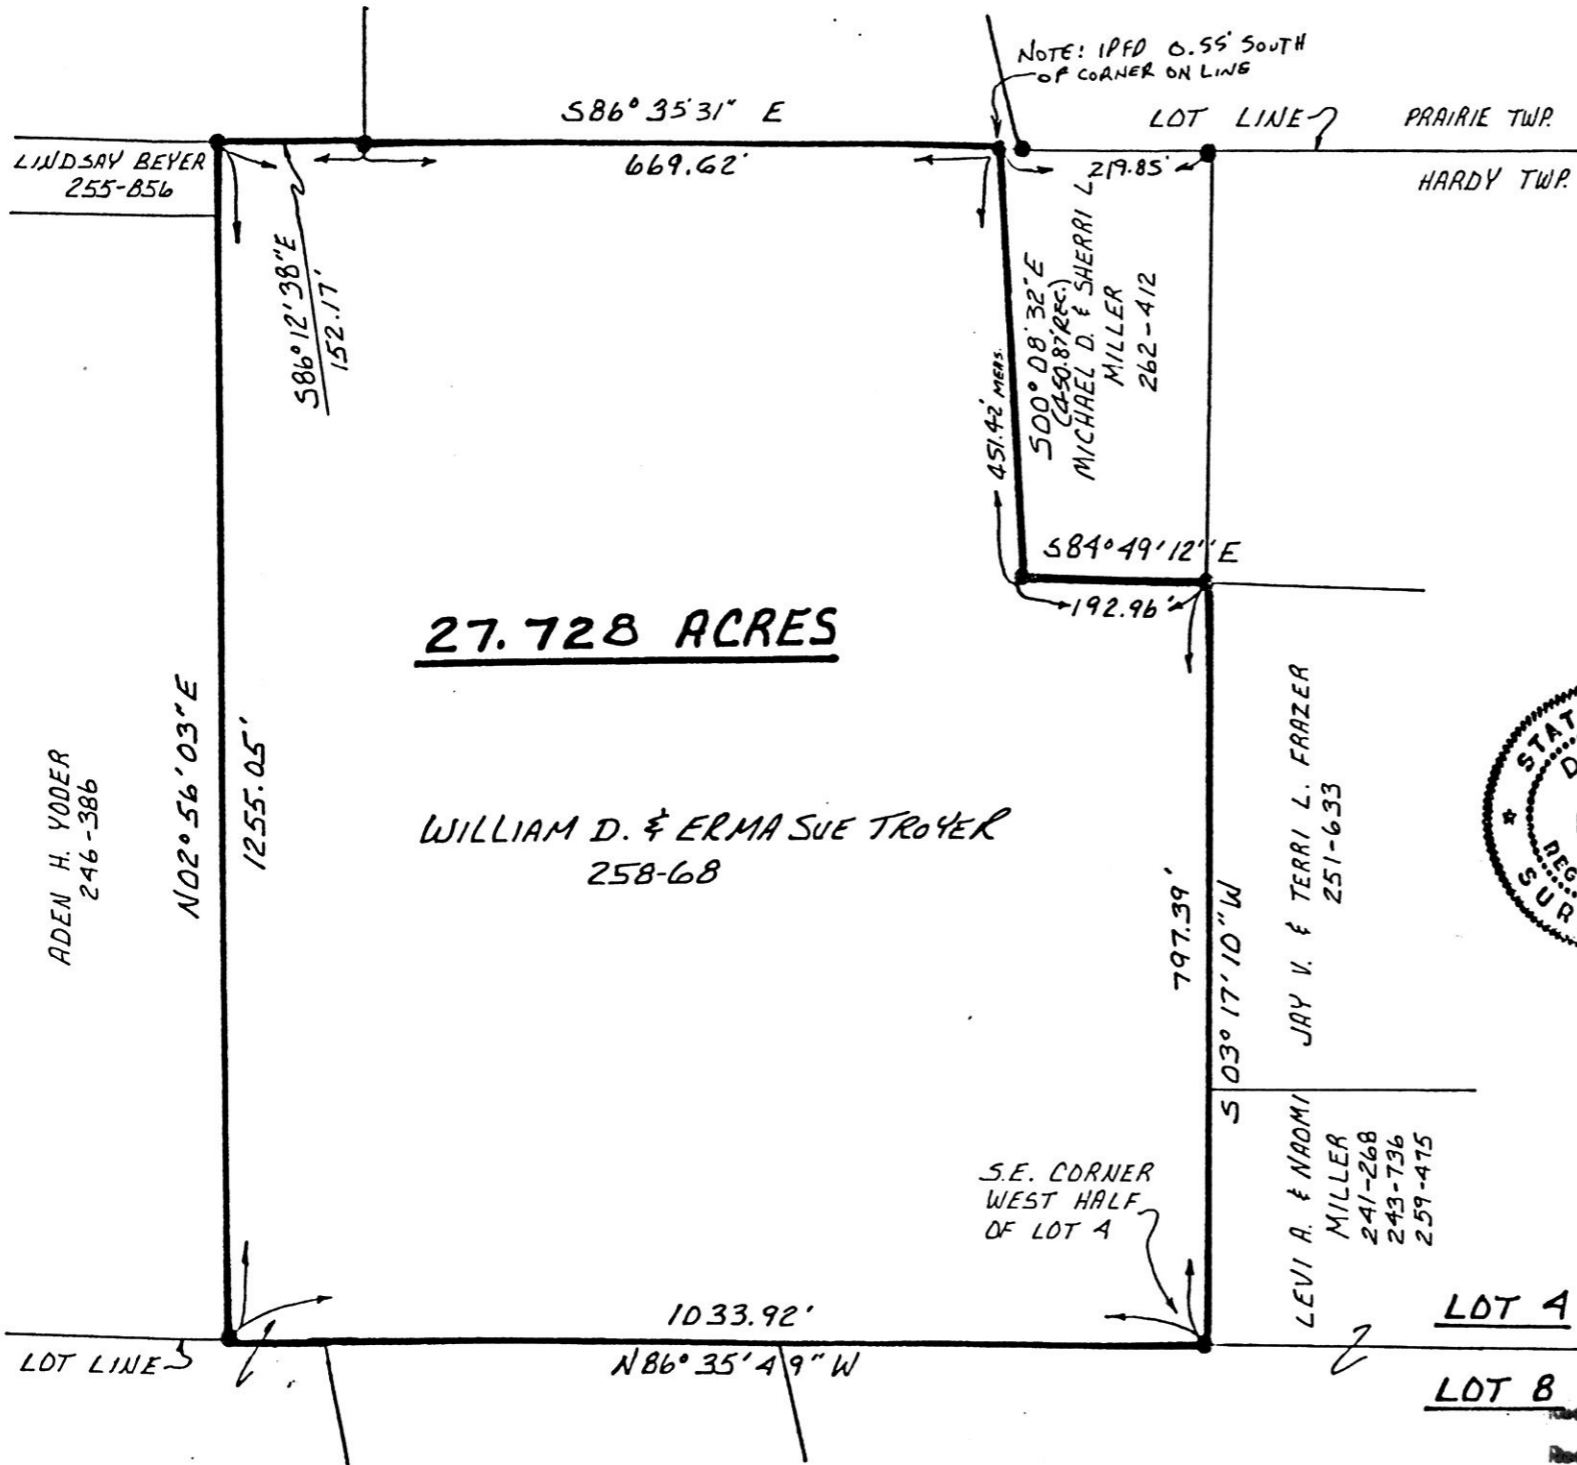 NOTE: IPFD 0.55' SOUTH
OF CORNER ON LINE
S86° 35'31" E
669.62'
LOT LINE
PRAIRIE TWP.
HARDY TWP.
LINDSAY BEYER
255-856
219.85'
S86°12'38"E
152.17'
451.42' MEAS.
S00° 08' 32" E
(450.87' REC.)
MICHAEL D. & SHERRI L.
MILLER
262-412
S84°49'12" E
192.96'
27.728 ACRES
ADEN H. YODER
246-386
N02° 56' 03" E
1255.05'
WILLIAM D. & ERMA SUE TROYER
258-68
797.39'
S 03° 17' 10" W
JAY V. & TERRI L. FRAZER
251-633
STAT
D
REG
SUR
S.E. CORNER
WEST HALF
OF LOT 4
LEVI A. & NAOMI
MILLER
241-268
243-736
259-475
1033.92'
N86° 35' 49" W
LOT LINE
LOT 4
LOT 8